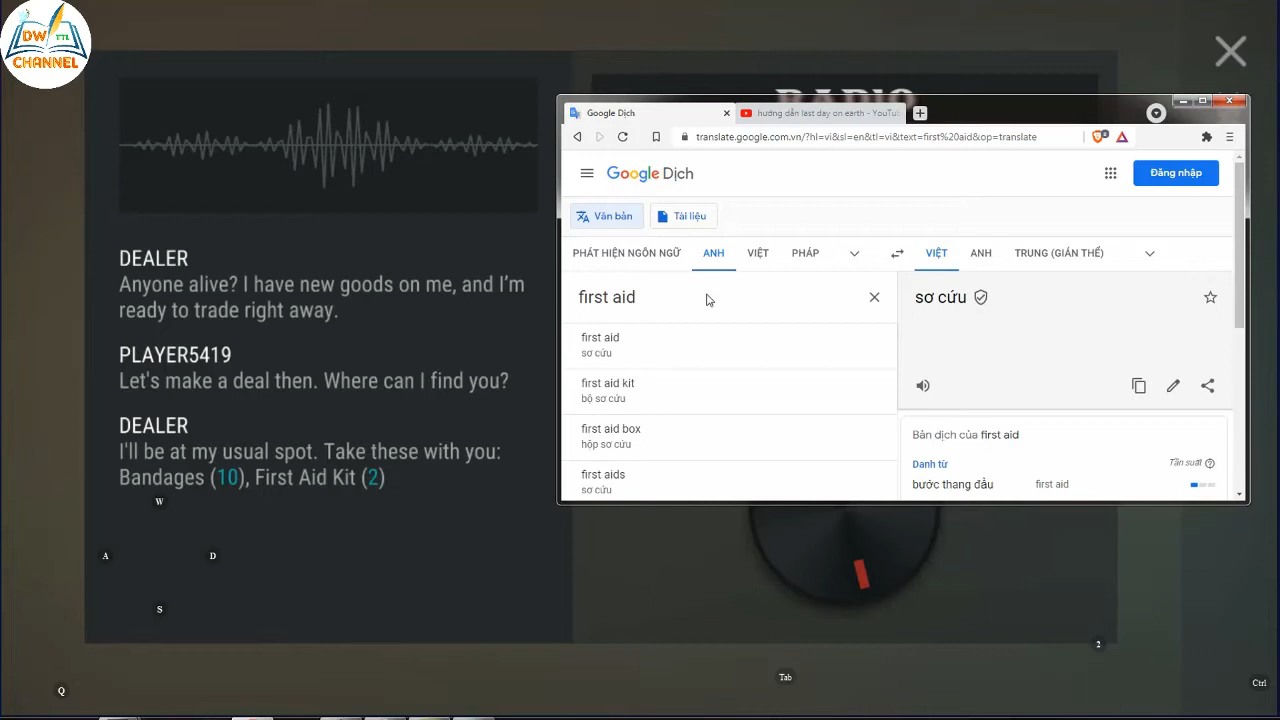 DW TTL
CHANNEL
DEALER
Anyone alive? I have new goods on me, and I'm
ready to trade right away.
PLAYER5419
Let's make a deal then. Where can I find you?
DEALER
I'll be at my usual spot. Take these with you:
Bandages (10), First Aid Kit (2)
W
A
D
S
Q
Tab
2
Ctrl
RADIO
Google Dịch
hướng dẫn last day on earth - YouTu
translate.google.com.vn/?hl=vi&sl=en&tl=vi&text=first%20aid&op=translate
Google Dịch
Đăng nhập
Văn bản
Tài liệu
PHÁT HIỆN NGÔN NGỮ
ANH
VIỆT
PHÁP
VIỆT
ANH
TRUNG (GIẢN THỂ)
first aid
first aid
sơ cứu
first aid kit
bộ sơ cứu
first aid box
hộp sơ cứu
first aids
sơ cứu
sơ cứu
Bản dịch của first aid
Danh từ
Tần suất
bước thang đầu
first aid